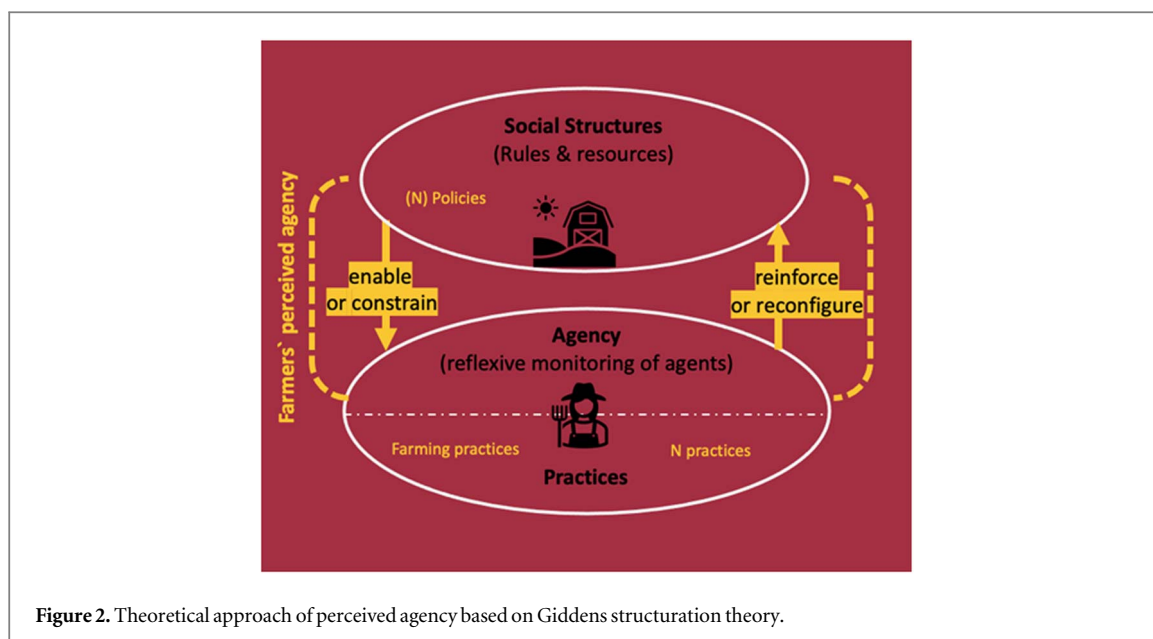 Social Structures
(Rules & resources)
(N) Policies
Farmers` perceived agency
enable
or constrain
reinforce
or reconfigure
Agency
(reflexive monitoring of agents)
Farming practices
N practices
Practices
Figure 2. Theoretical approach of perceived agency based on Giddens structuration theory.